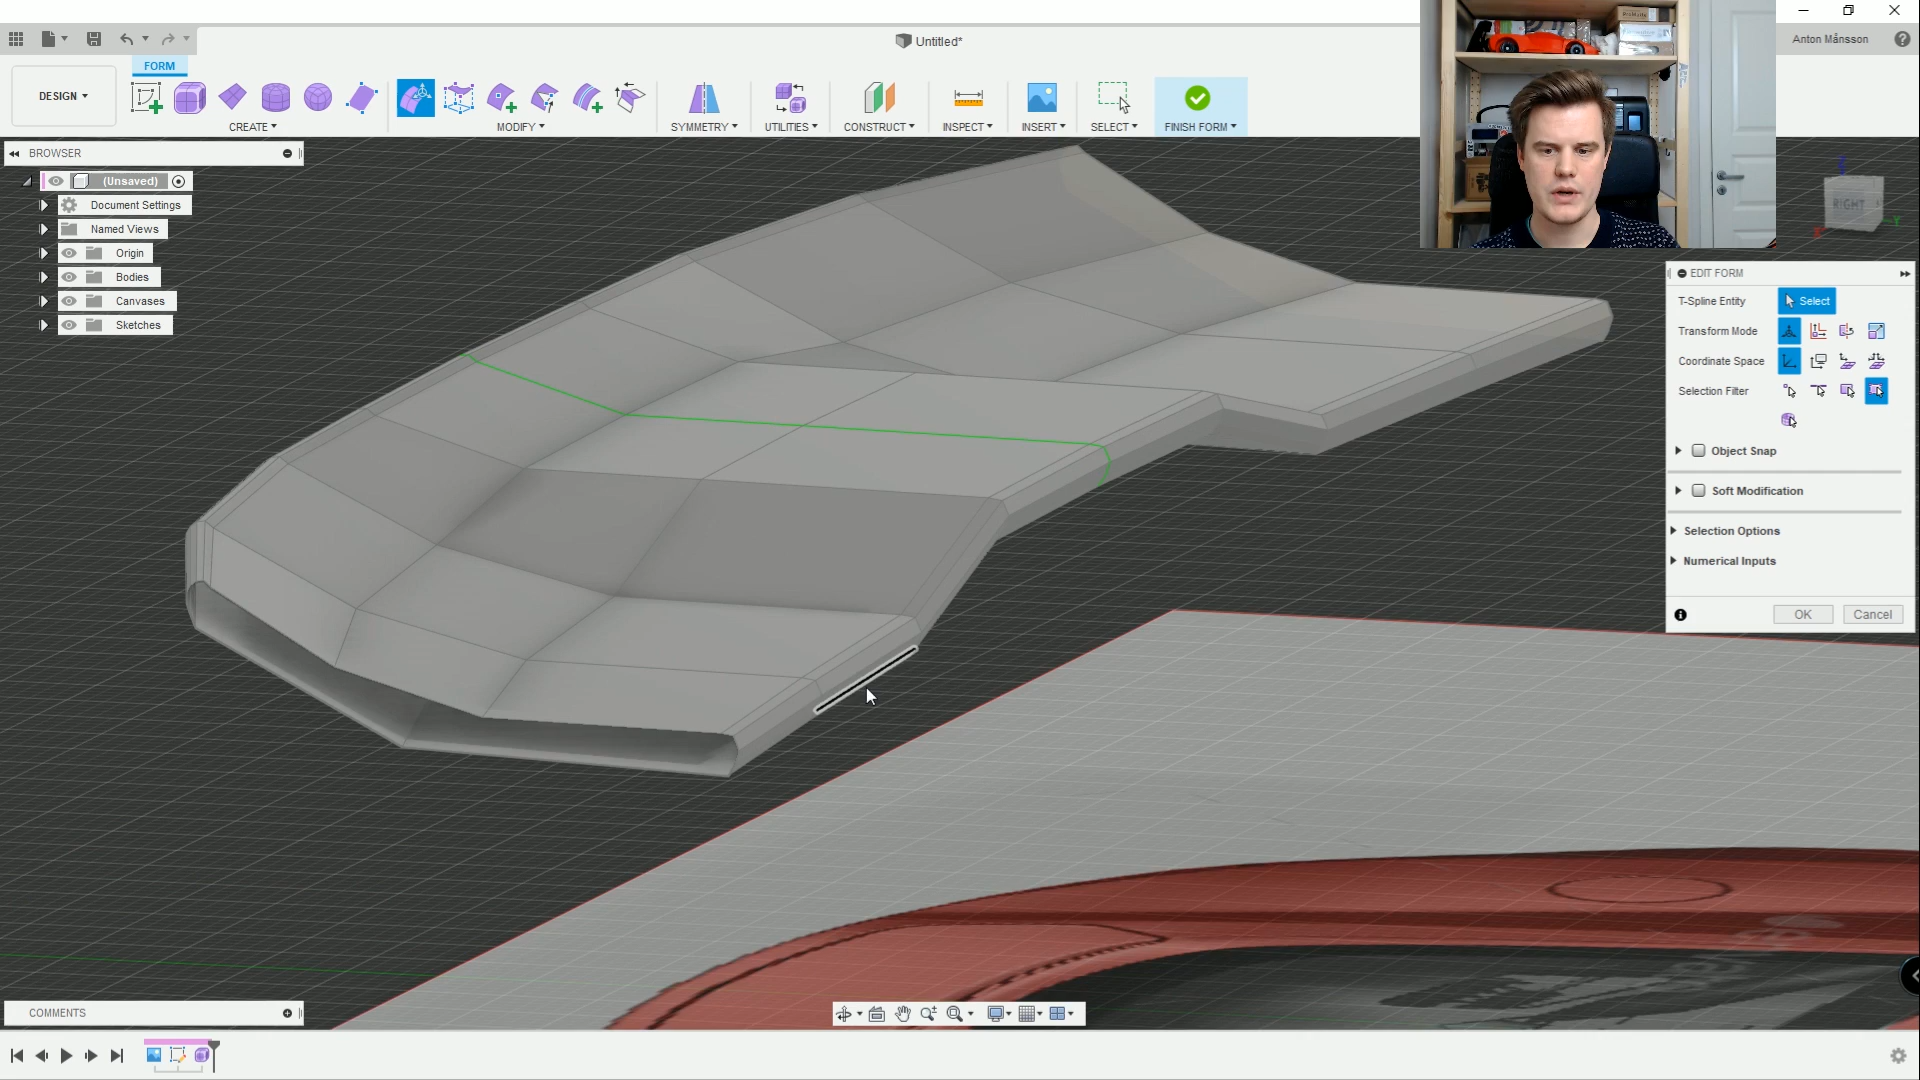 Untitled*
Anton Månsson
FORM
DESIGN
CREATE
MODIFY
SYMMETRY
UTILITIES
CONSTRUCT
INSPECT
INSERT
SELECT
FINISH FORM
BROWSER
(Unsaved)
Document Settings
Named Views
Origin
Bodies
Canvases
Sketches
RIGHT
EDIT FORM
T-Spline Entity
Select
Transform Mode
Coordinate Space
Selection Filter
Object Snap
Soft Modification
Selection Options
Numerical Inputs
OK
Cancel
COMMENTS